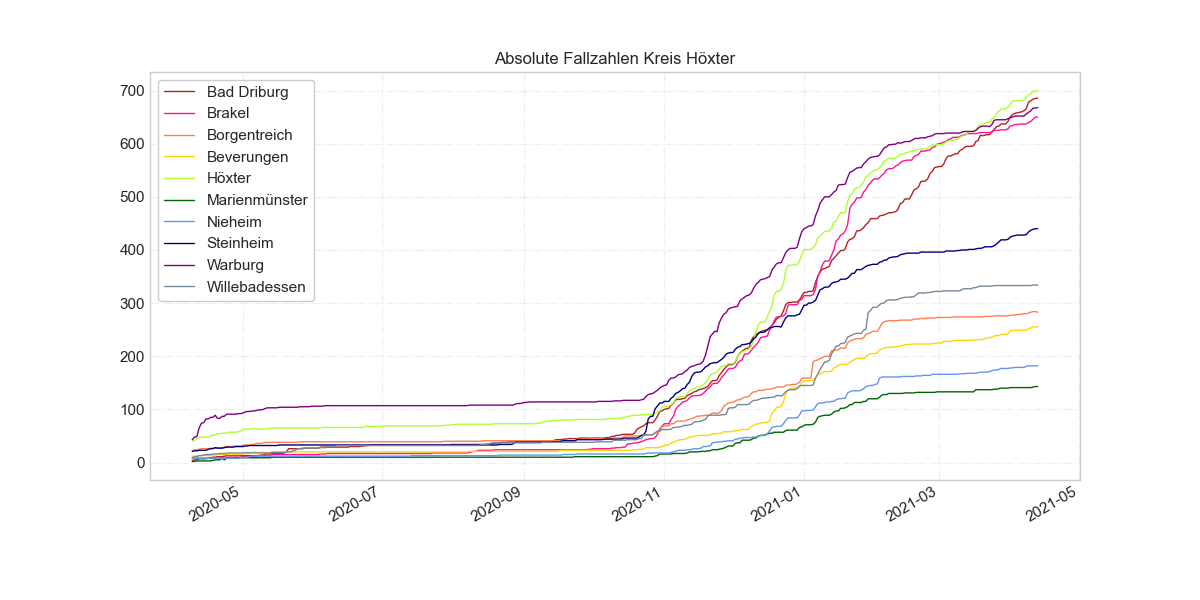 Absolute Fallzahlen Kreis Höxter
700
600
500
400
300
200
100
0
Bad Driburg
Brakel
Borgentreich
Beverungen
Höxter
Marienmünster
Nieheim
Steinheim
Warburg
Willebadessen
2020-05
2020-07
2020-09
2020-11
2021-01
2021-03
2021-05